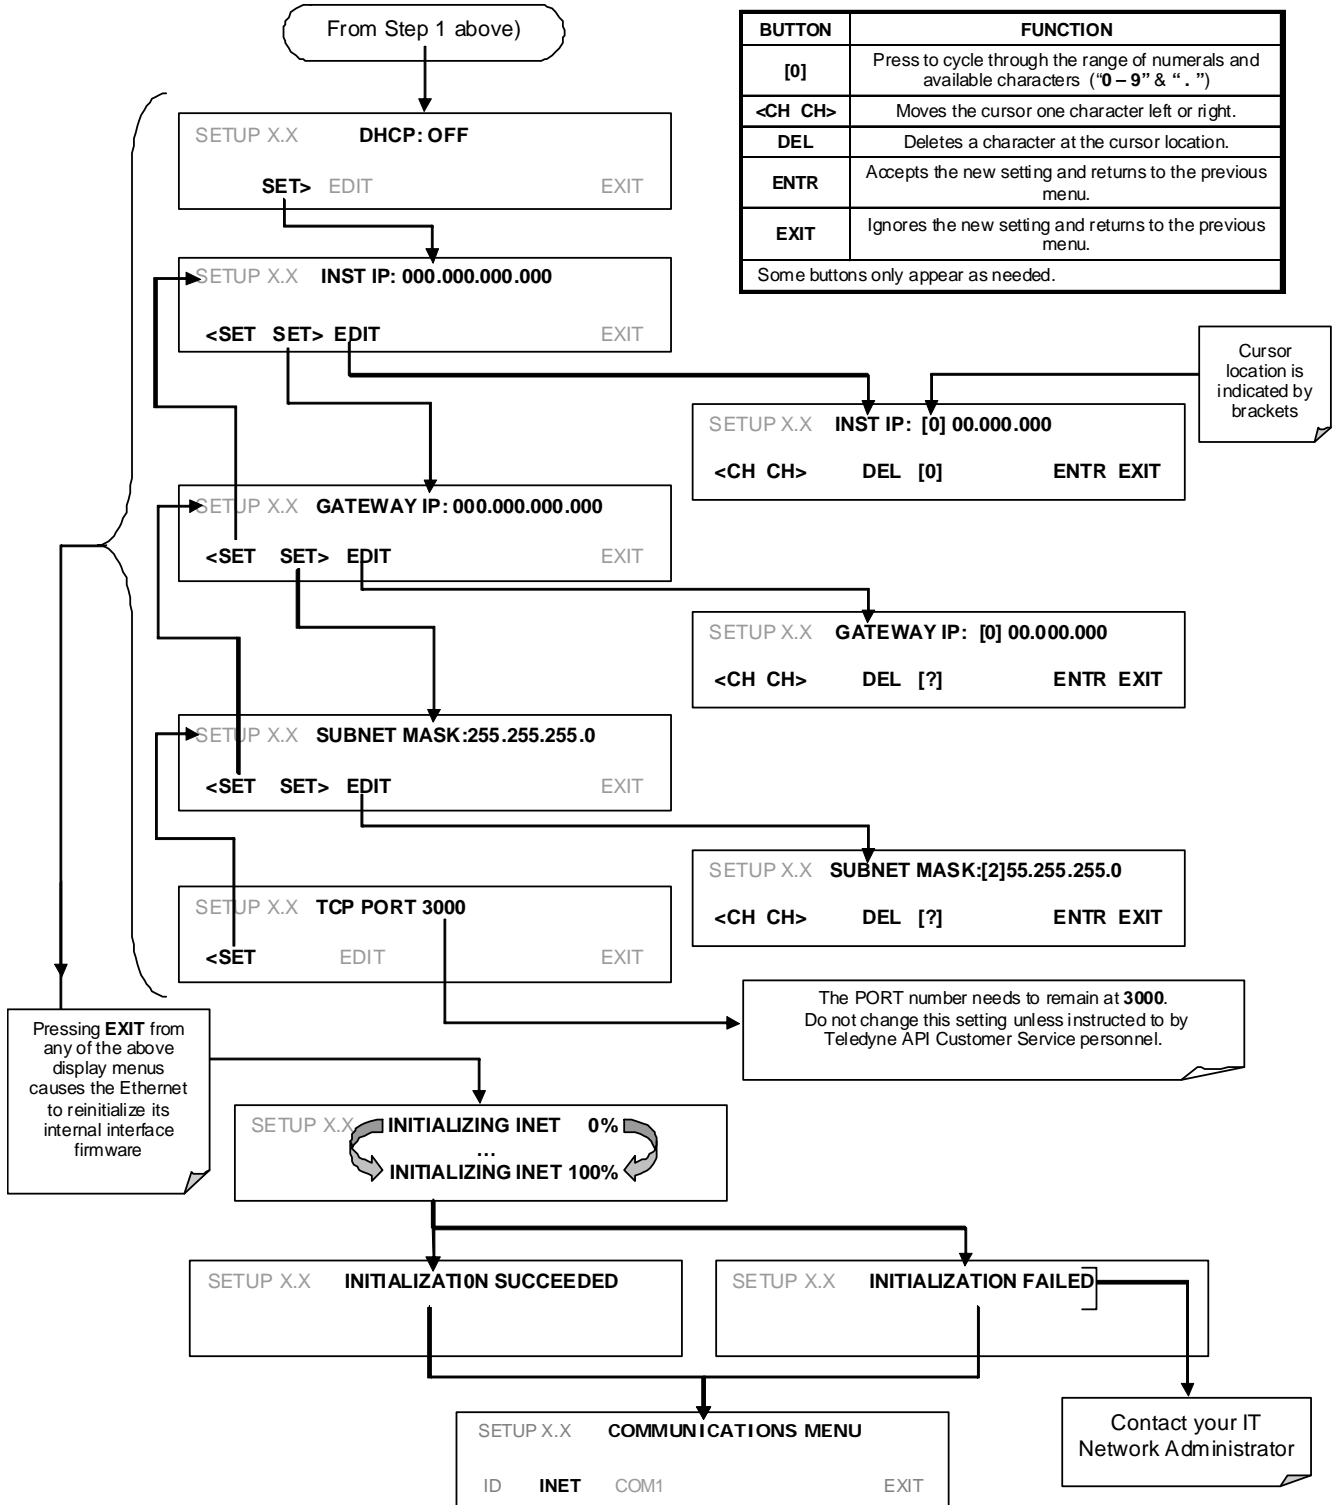 From Step 1 above)
BUTTON FUNCTION
[0] Press to cycle through the range of numerals and
available characters (“0 – 9” & “ . ”)
<CH CH> Moves the cursor one character left or right.
DEL Deletes a character at the cursor location.
ENTR Accepts the new setting and returns to the previous
menu.
EXIT Ignores the new setting and returns to the previous
menu.
Some buttons only appear as needed.
SETUP X.X DHCP: OFF
SET> EDIT EXIT
SETUP X.X INST IP: 000.000.000.000
<SET SET> EDIT EXIT
Cursor
location is
indicated by
brackets
SETUP X.X INST IP: [0] 00.000.000
<CH CH> DEL [0] ENTR EXIT
SETUP X.X GATEWAY IP: 000.000.000.000
<SET SET> EDIT EXIT
SETUP X.X GATEWAY IP: [0] 00.000.000
<CH CH> DEL [?] ENTR EXIT
SETUP X.X SUBNET MASK:255.255.255.0
<SET SET> EDIT EXIT
SETUP X.X SUBNET MASK:[2]55.255.255.0
<CH CH> DEL [?] ENTR EXIT
SETUP X.X TCP PORT 3000
<SET EDIT EXIT
The PORT number needs to remain at 3000.
Do not change this setting unless instructed to by
Teledyne API Customer Service personnel.
Pressing EXIT from
any of the above
display menus
causes the Ethernet
to reinitialize its
internal interface
firmware
SETUP X.X INITIALIZING INET 0%
…
INITIALIZING INET 100%
SETUP X.X INITIALIZATI0N SUCCEEDED
SETUP X.X INITIALIZATION FAILED
Contact your IT
Network Administrator
SETUP X.X COMMUNICATIONS MENU
ID INET COM1 EXIT